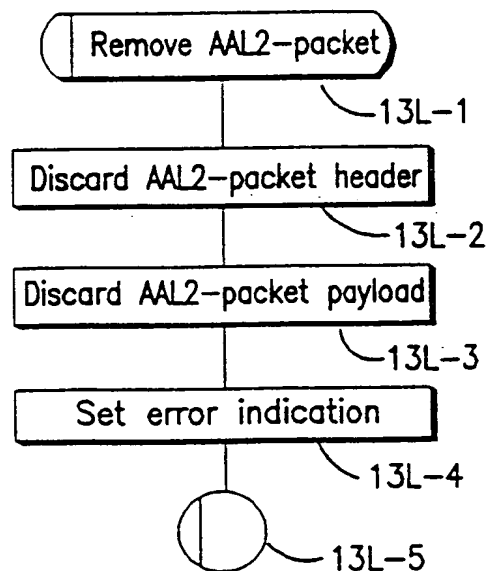 Remove AAL2-packet
13L-1
Discard AAL2-packet header
13L-2
Discard AAL2-packet payload
13L-3
Set error indication
13L-4
13L-5